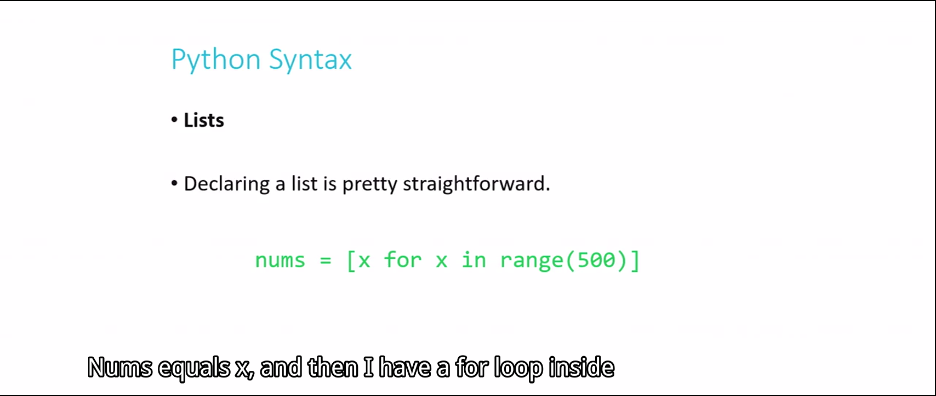 Python Syntax
• Lists
• Declaring a list is pretty straightforward.
nums = [x for x in range(500)]
Nums equals x, and then I have a for loop inside